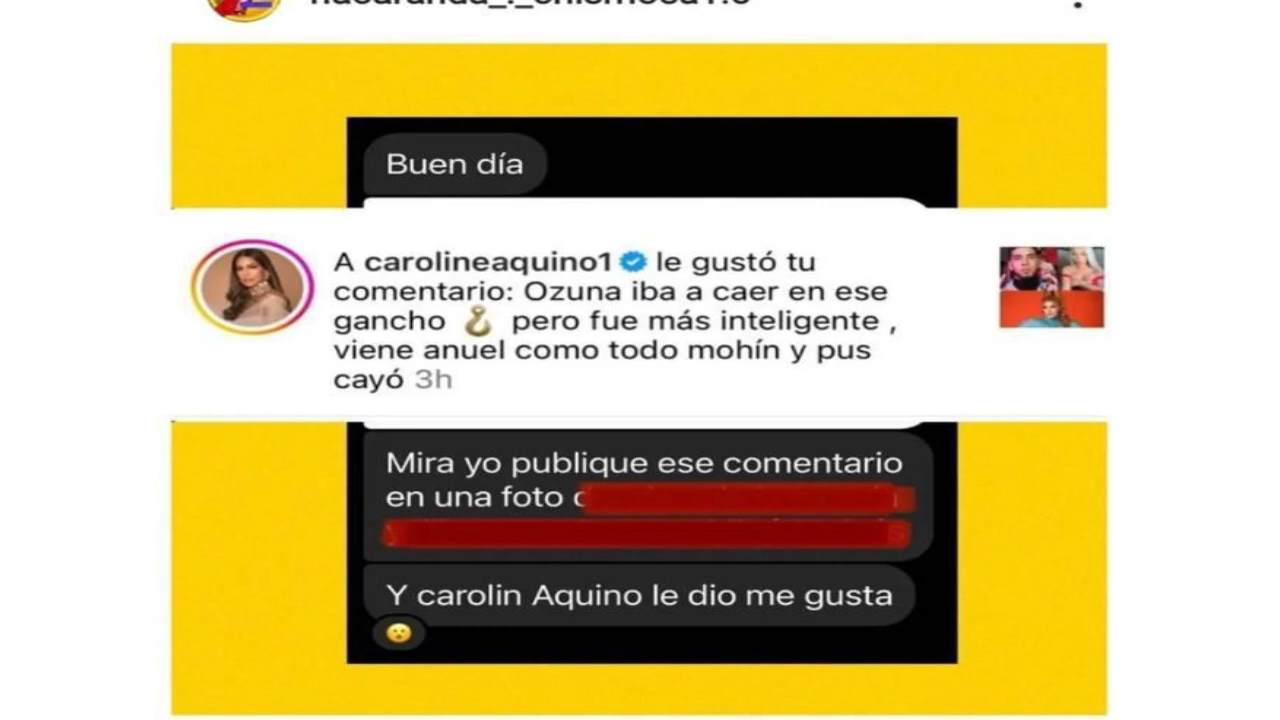 Buen día
A carolineaquino1 le gustó tu
comentario: Ozuna iba a caer en ese
gancho 🪝 pero fue más inteligente ,
viene anuel como todo mohín y pus
cayó 3h
Mira yo publique ese comentario
en una foto
Y carolin Aquino le dio me gusta
😮